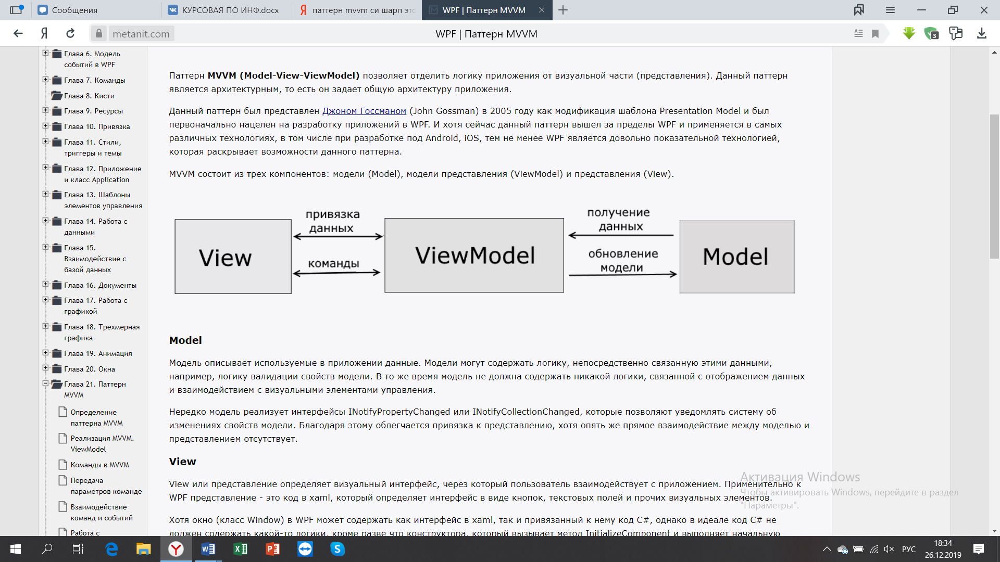 Сообщения
КУРСОВАЯ ПО ИНФ.docx
паттерн mvvm си шарп это
WPF | Паттерн MVVM
metanit.com
WPF | Паттерн MVVM
3
Глава 6. Модель
событий в WPF
Глава 7. Команды
Глава 8. Кисти
Глава 9. Ресурсы
Глава 10. Привязка
Глава 11. Стили,
триггеры и темы
Глава 12. Приложение
и класс Application
Глава 13. Шаблоны
элементов управления
Глава 14. Работа с
данными
Глава 15.
Взаимодействие с
базой данных
Глава 16. Документы
Глава 17. Работа с
графикой
Глава 18. Трехмерная
графика
Глава 19. Анимация
Глава 20. Окна
Глава 21. Паттерн
MVVM
Определение
паттерна MVVM
Реализация MVVM.
ViewModel
Команды в MVVM
Передача
параметров команде
Взаимодействие
команд и событий
Работа с
Паттерн MVVM (Model-View-ViewModel) позволяет отделить логику приложения от визуальной части (представления). Данный паттерн
является архитектурным, то есть он задает общую архитектуру приложения.
Данный паттерн был представлен Джоном Госсманом (John Gossman) в 2005 году как модификация шаблона Presentation Model и был
первоначально нацелен на разработку приложений в WPF. И хотя сейчас данный паттерн вышел за пределы WPF и применяется в самых
различных технологиях, в том числе при разработке под Android, iOS, тем не менее WPF является довольно показательной технологией,
которая раскрывает возможности данного паттерна.
MVVM состоит из трех компонентов: модели (Model), модели представления (ViewModel) и представления (View).
View
привязка
данных
команды
ViewModel
получение
данных
обновление
модели
Model
Model
Модель описывает используемые в приложении данные. Модели могут содержать логику, непосредственно связанную этими данными,
например, логику валидации свойств модели. В то же время модель не должна содержать никакой логики, связанной с отображением данных
и взаимодействием с визуальными элементами управления.
Нередко модель реализует интерфейсы INotifyPropertyChanged или INotifyCollectionChanged, которые позволяют уведомлять систему об
изменениях свойств модели. Благодаря этому облегчается привязка к представлению, хотя опять же прямое взаимодействие между моделью и
представлением отсутствует.
View
View или представление определяет визуальный интерфейс, через который пользователь взаимодействует с приложением. Применительно к
WPF представление - это код в xaml, который определяет интерфейс в виде кнопок, текстовых полей и прочих визуальных элементов.
Хотя окно (класс Window) в WPF может содержать как интерфейс в xaml, так и привязанный к нему код C#, однако в идеале код C# не
должен содержать какой-то логики, кроме разве что конструктора, который вызывает метод InitializeComponent и выполняет начальную
Активация Windows
Чтобы активировать Windows, перейдите в раздел
"Параметры".
РУС
18:34
26.12.2019